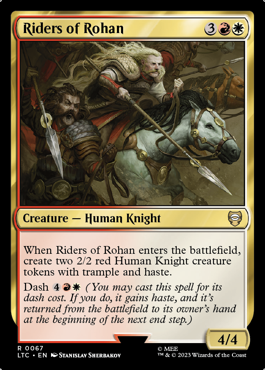 Riders of Rohan 3
Creature — Human Knight
When Riders of Rohan enters the battlefield,
create two 2/2 red Human Knight creature
tokens with trample and haste.
Dash 4 (You may cast this spell for its
dash cost. If you do, it gains haste, and it's
returned from the battlefield to its owner's hand
at the beginning of the next end step.)
4/4
R 0067
LTC • EN Stanislav Sherbakov
© MEE
™ & © 2023 Wizards of the Coast